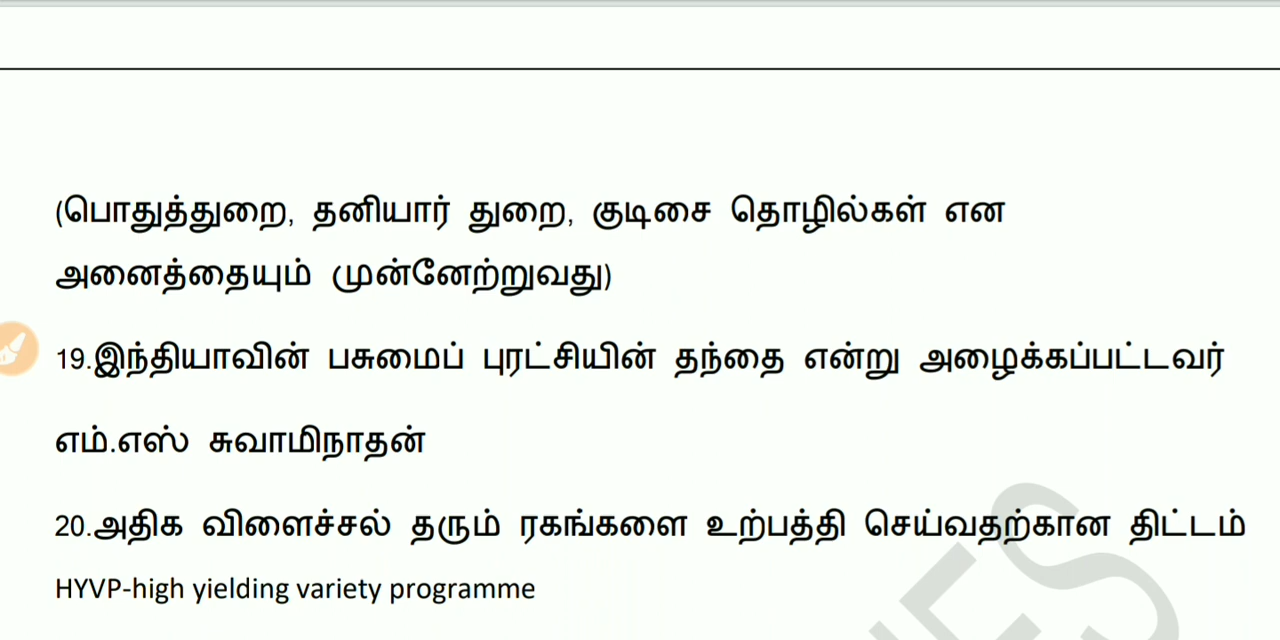 (பொதுத்துறை, தனியார் துறை, குடிசை தொழில்கள் என
அனைத்தையும் முன்னேற்றுவது)
19.இந்தியாவின் பசுமைப் புரட்சியின் தந்தை என்று அழைக்கப்பட்டவர்
எம்.எஸ் சுவாமிநாதன்
20.அதிக விளைச்சல் தரும் ரகங்களை உற்பத்தி செய்வதற்கான திட்டம்
HYVP-high yielding variety programme